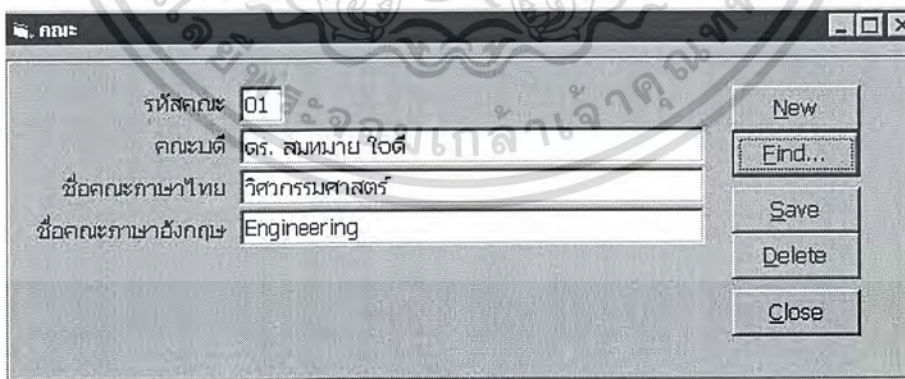 คณะ
รหัสคณะ 01
คณะบดี ดร. สมหมาย ใจดี
ชื่อคณะภาษาไทย วิศวกรรมศาสตร์
ชื่อคณะภาษาอังกฤษ Engineering
New
Find...
Save
Delete
Close